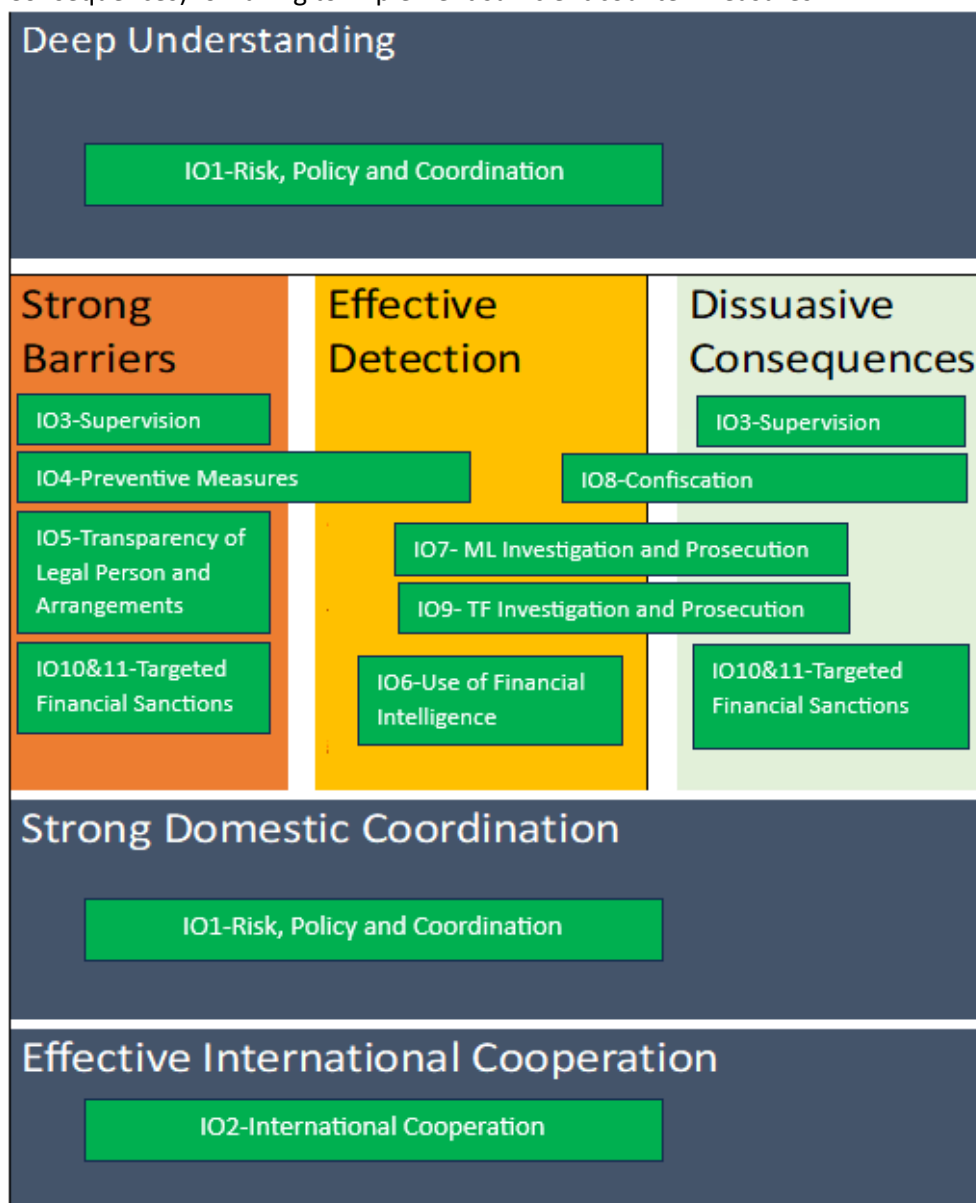 Deep Understanding
IO1-Risk, Policy and Coordination
Strong
Barriers
IO3-Supervision
IO4-Preventive Measures
IO5-Transparency of
Legal Person and
Arrangements
IO10&11-Targeted
Financial Sanctions
Effective
Detection
IO7- ML Investigation and Prosecution
IO9- TF Investigation and Prosecution
IO6-Use of Financial
Intelligence
Dissuasive
Consequences
IO3-Supervision
IO8-Confiscation
IO10&11-Targeted
Financial Sanctions
Strong Domestic Coordination
IO1-Risk, Policy and Coordination
Effective International Cooperation
IO2-International Cooperation